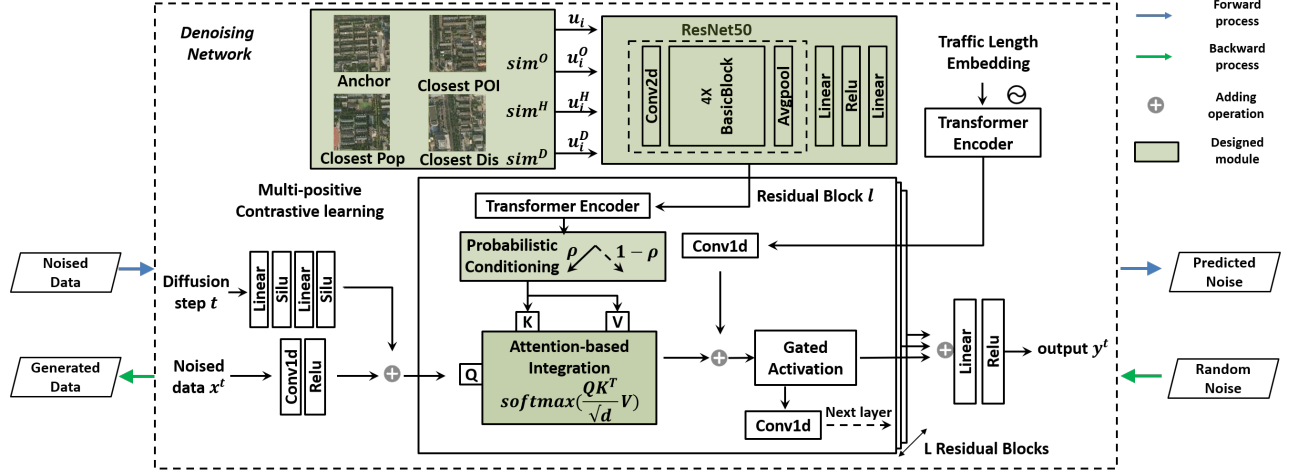 Denoising
Network
Anchor
Closest POI
Closest Pop
Closest Dis
sim^O
sim^H
sim^D
u_i
u_i^O
u_i^H
u_i^D
ResNet50
Conv2d
4X
BasicBlock
Avgpool
Linear
Relu
Linear
Traffic Length
Embedding
Transformer
Encoder
Forward
process
Backward
process
Adding
operation
Designed
module
Multi-positive
Contrastive learning
Residual Block l
Transformer Encoder
Probabilistic
Conditioning
ρ
1 − ρ
Conv1d
Noised
Data
Diffusion
step t
Linear
Silu
Linear
Silu
K
V
Q
Attention-based
Integration
softmax(\frac{QK^T}{\sqrt{d}}V)
Gated
Activation
Conv1d
Next layer
L Residual Blocks
Generated
Data
Noised
data x^t
Conv1d
Relu
Linear
Relu
output y^t
Predicted
Noise
Random
Noise